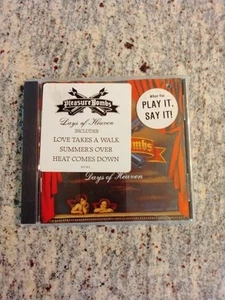 Pleasure Bombs
Days of Heaven
INCLUDES
LOVE TAKES A WALK
SUMMER'S OVER
HEAT COMES DOWN
PLAY IT,
SAY IT!
Days of Heaven